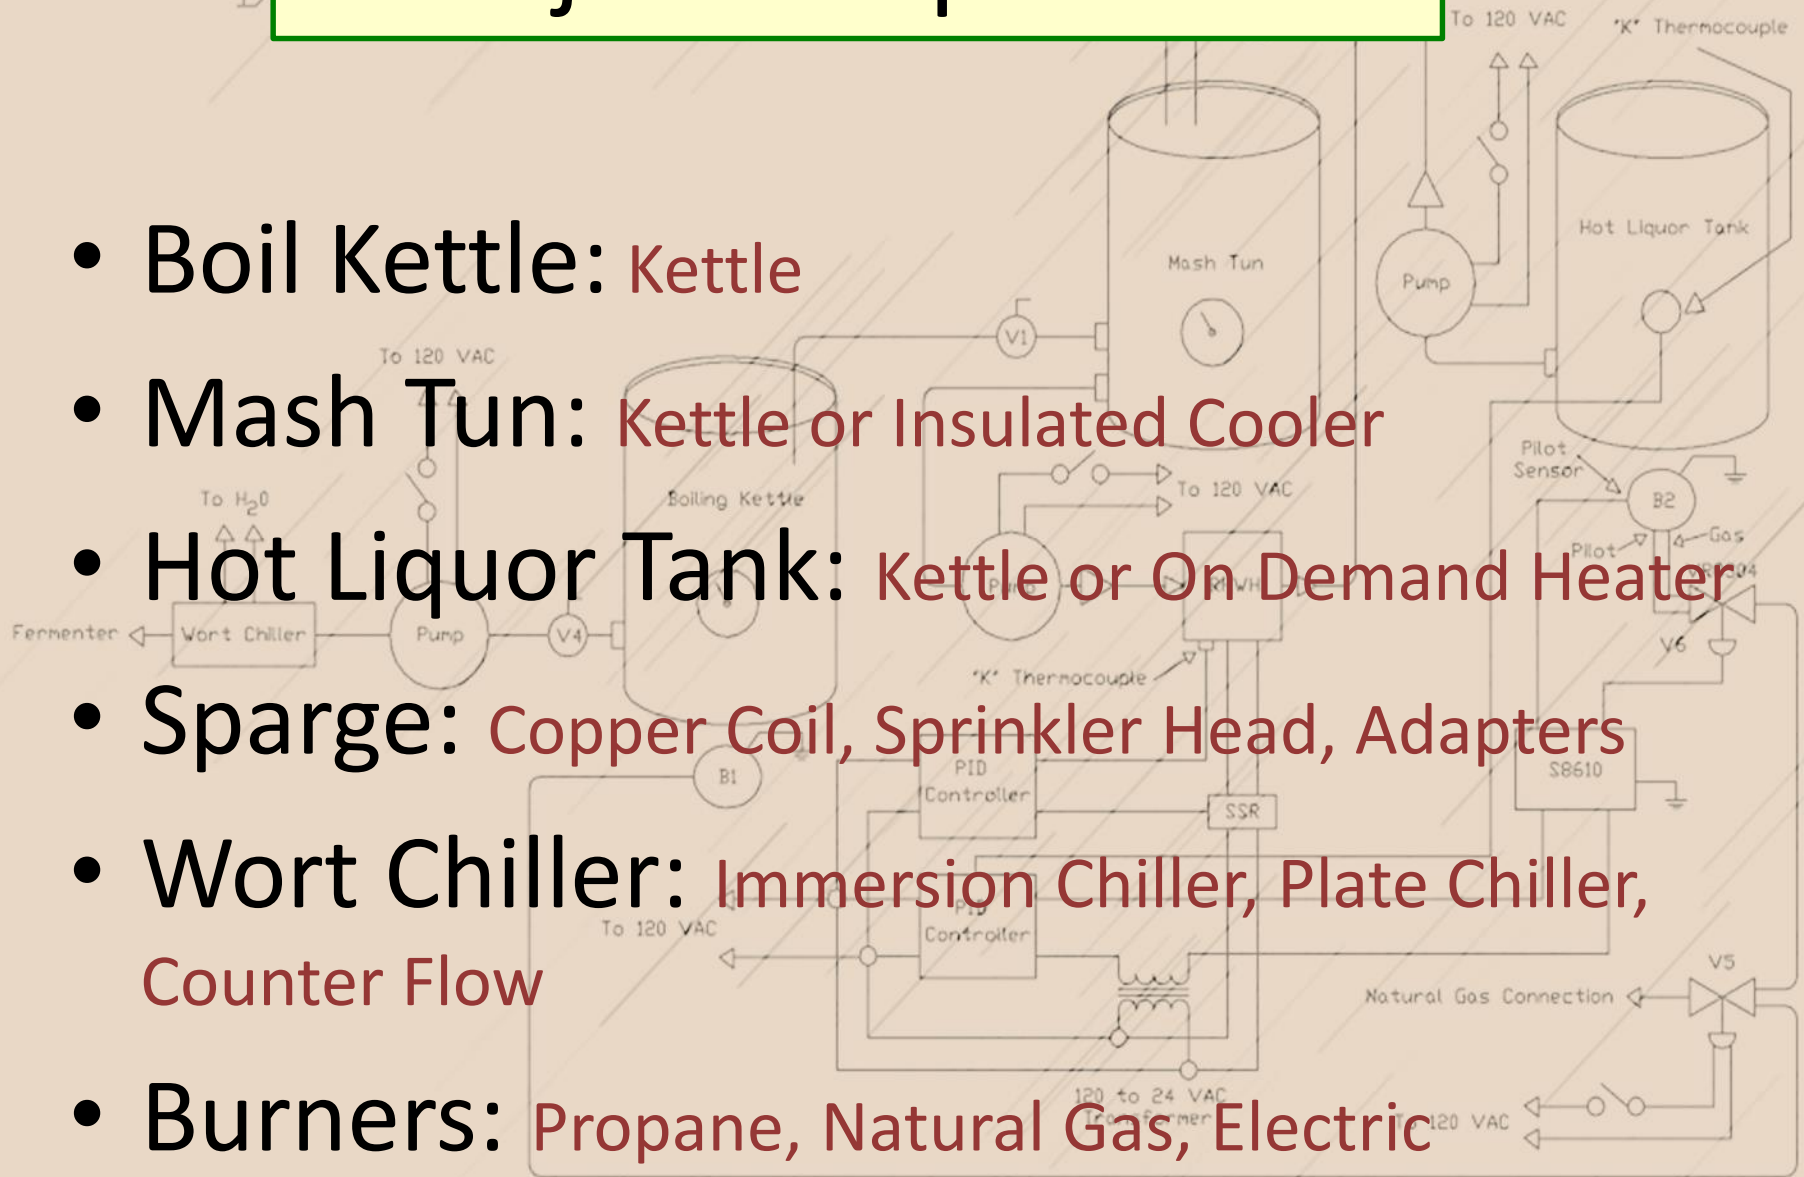 To 120 VAC
"K" Thermocouple
• Boil Kettle: Kettle
Mash Tun
Hot Liquor Tank
Pump
V1
To 120 VAC
• Mash Tun: Kettle or Insulated Cooler
Pilot
Sensor
To H2O
Boiling Kettle
To 120 VAC
B2
Gas
Pilot
• Hot Liquor Tank: Kettle or On Demand Heater
Pump
Fermenter
Wort Chiller
Pump
V4
V6
"K" Thermocouple
• Sparge: Copper Coil, Sprinkler Head, Adapters
B1
PID
Controller
S8610
SSR
• Wort Chiller: Immersion Chiller, Plate Chiller,
Counter Flow
PID
Controller
To 120 VAC
V5
Natural Gas Connection
120 to 24 VAC
Transformer
• Burners: Propane, Natural Gas, Electric
To 120 VAC